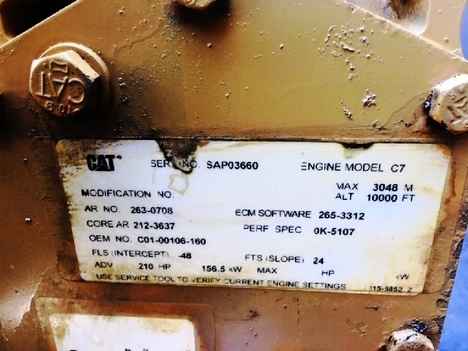 CAT
CAT SER. NO. SAP03660 ENGINE MODEL C7
MODIFICATION NO. MAX 3048 M
ALT 10000 FT
AR NO. 263-0708 ECM SOFTWARE 265-3312
CORE AR 212-3637 PERF SPEC 0K-5107
OEM NO. C01-00106-160
FLS (INTERCEPT) -48 FTS (SLOPE) 24
ADV 210 HP 156.5 kW MAX HP kW
USE SERVICE TOOL TO VERIFY CURRENT ENGINE SETTINGS